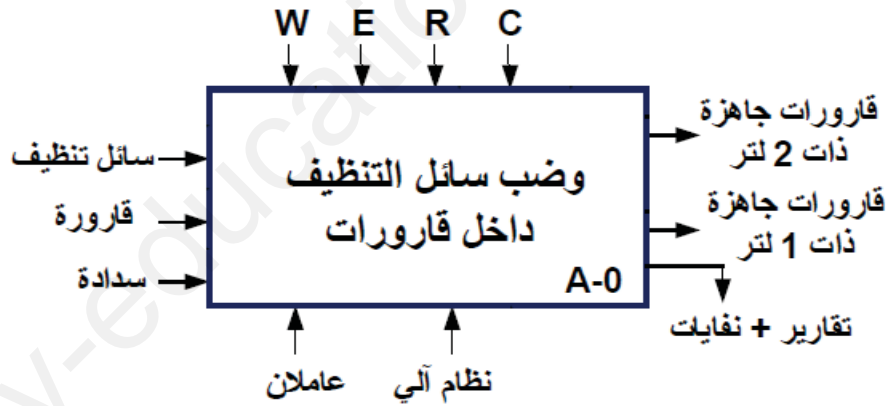 W E R C
قارورات جاهزة
ذات 2 لتر
سائل تنظيف
وضب سائل التنظيف
داخل قارورات
قارورة
قارورات جاهزة
ذات 1 لتر
سدادة
A-0
تقارير + نفايات
عاملان
نظام آلي
y-educatio